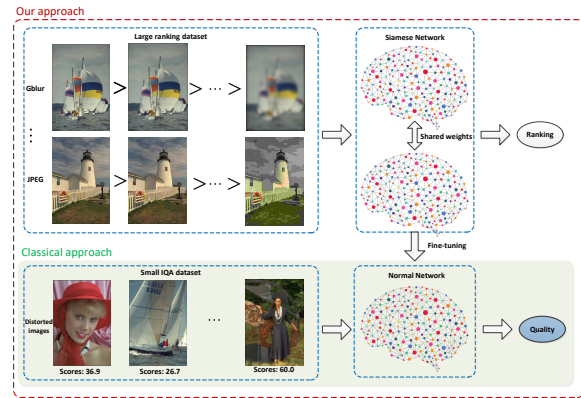 Our approach
Large ranking dataset
Siamese Network
Gblur
> > ··· >
⋮
Shared weights
Ranking
JPEG
> > ··· >
Fine-tuning
Classical approach
Small IQA dataset
Normal Network
Distorted
images
···
Quality
Scores: 36.9
Scores: 26.7
Scores: 60.0